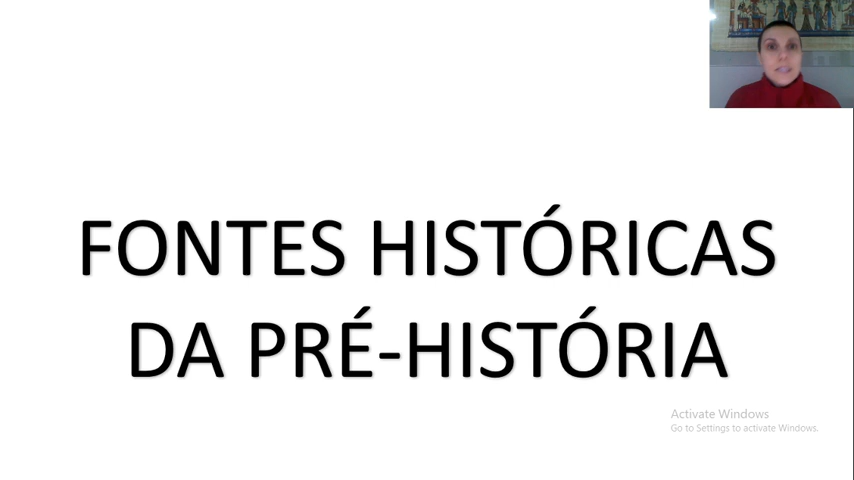 FONTES HISTÓRICAS
DA PRÉ-HISTÓRIA
Activate Windows
Go to Settings to activate Windows.